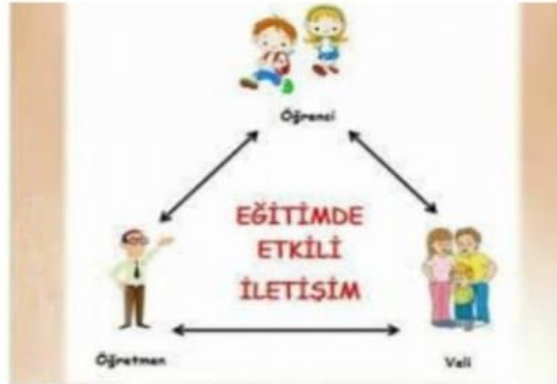 Öğrenci
EĞİTİMDE
ETKİLİ
İLETİŞİM
Öğretmen
Veli